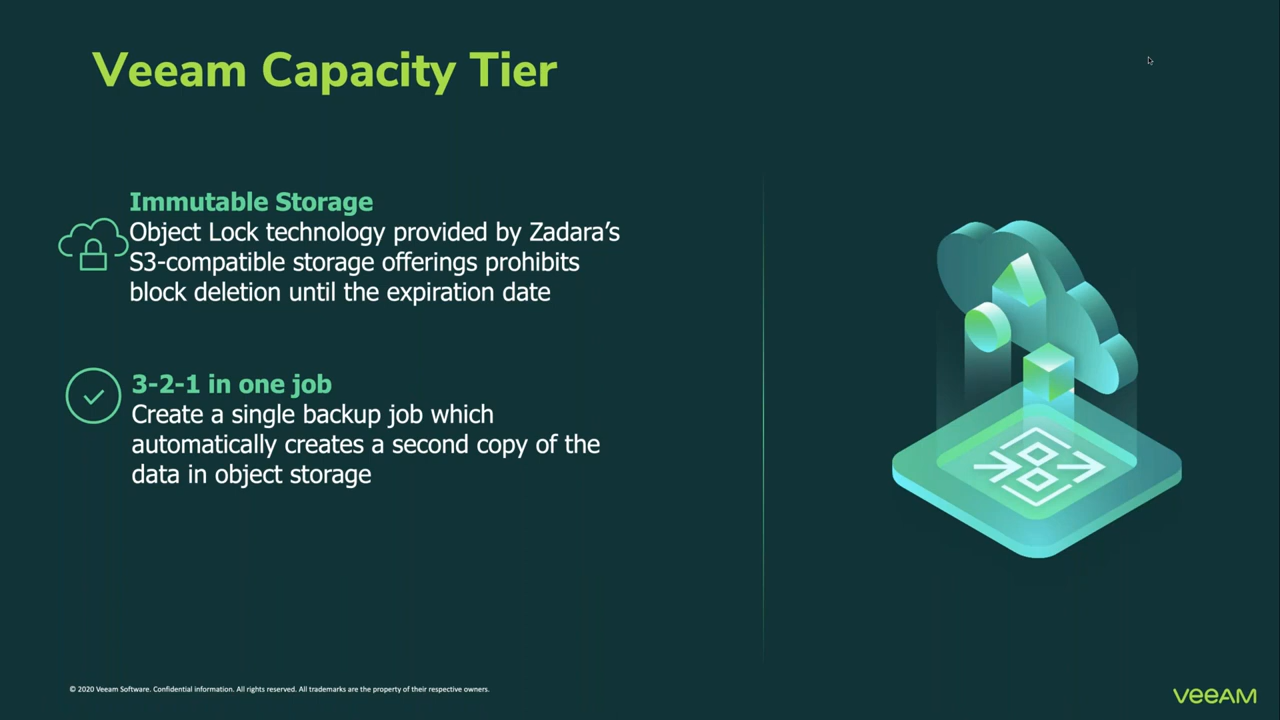 Veeam Capacity Tier
Immutable Storage
Object Lock technology provided by Zadara’s
S3-compatible storage offerings prohibits
block deletion until the expiration date
3-2-1 in one job
Create a single backup job which
automatically creates a second copy of the
data in object storage
© 2020 Veeam Software. Confidential information. All rights reserved. All trademarks are the property of their respective owners.
VEEAM